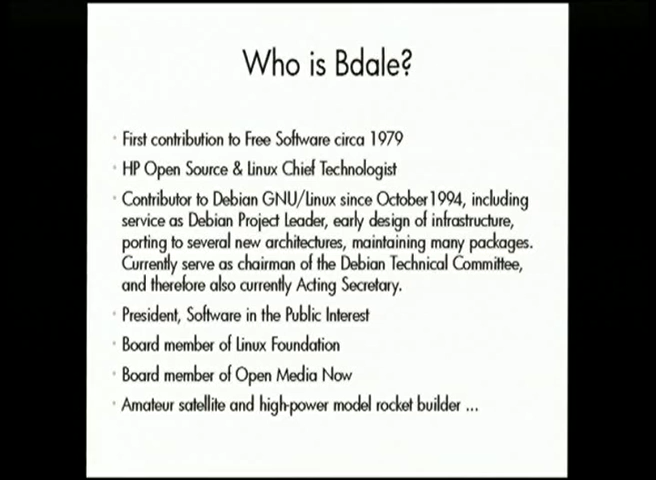 Who is Bdale?
• First contribution to Free Software circa 1979
• HP Open Source & Linux Chief Technologist
• Contributor to Debian GNU/Linux since October1994, including
service as Debian Project Leader, early design of infrastructure,
porting to several new architectures, maintaining many packages.
Currently serve as chairman of the Debian Technical Committee,
and therefore also currently Acting Secretary.
• President, Software in the Public Interest
• Board member of Linux Foundation
• Board member of Open Media Now
• Amateur satellite and high-power model rocket builder ...